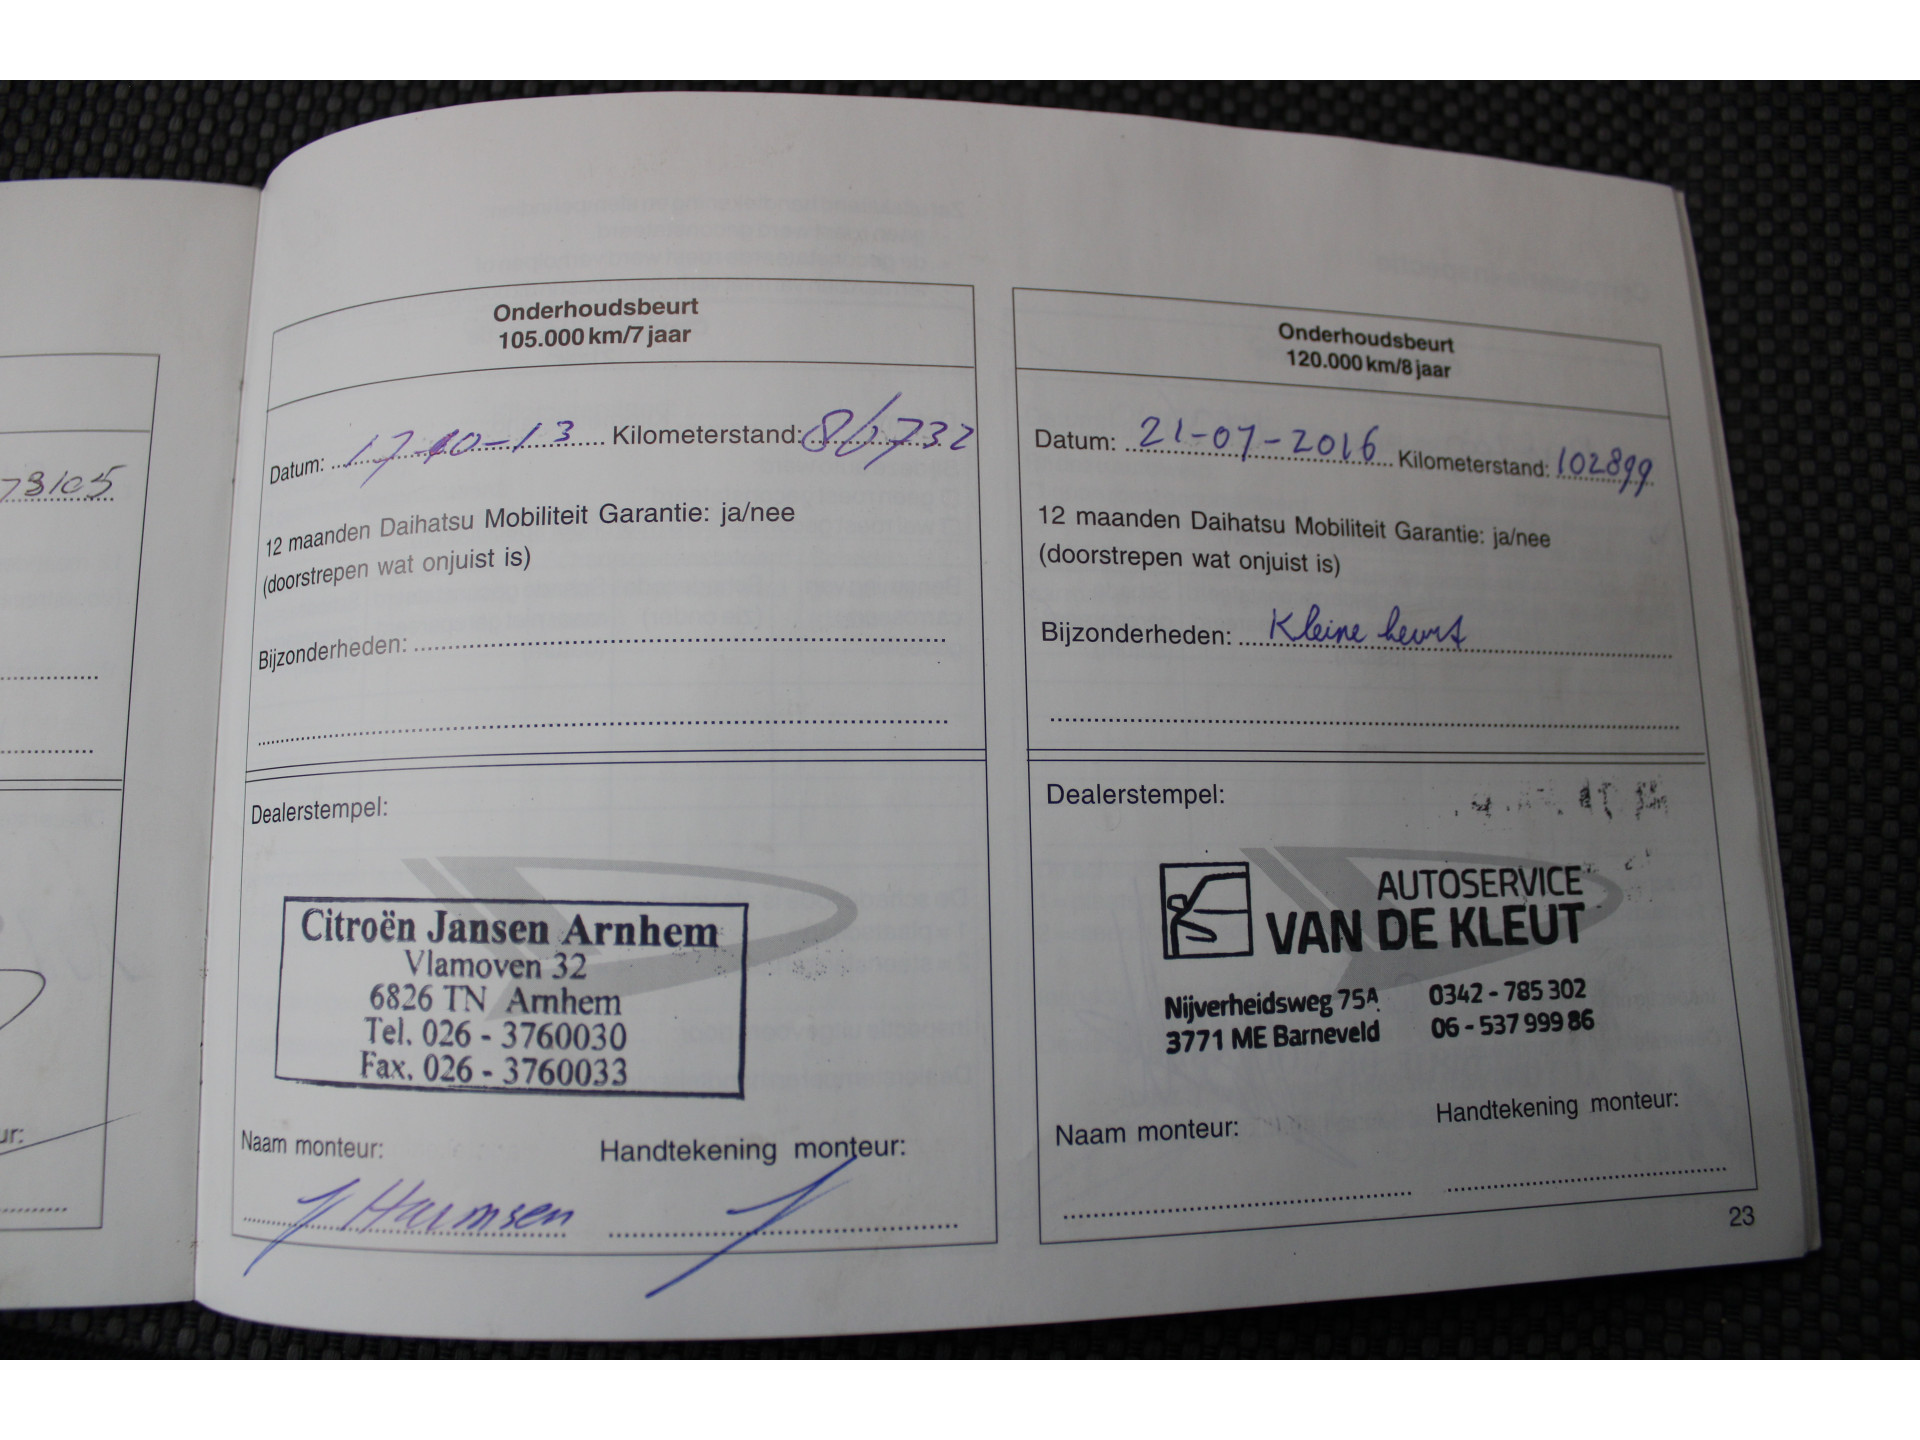 73105
Onderhoudsbeurt
105.000 km/7 jaar
Datum: 17-10-13 Kilometerstand: 86732
12 maanden Daihatsu Mobiliteit Garantie: ja/nee
(doorstrepen wat onjuist is)
Bijzonderheden:
Dealerstempel:
Citroën Jansen Arnhem
Vlamoven 32
6826 TN Arnhem
Tel. 026 - 3760030
Fax. 026 - 3760033
Naam monteur: Handtekening monteur:
J Harmsen
Onderhoudsbeurt
120.000 km/8 jaar
Datum: 21-07-2016 Kilometerstand: 102899
12 maanden Daihatsu Mobiliteit Garantie: ja/nee
(doorstrepen wat onjuist is)
Bijzonderheden: Kleine beurt
Dealerstempel:
AUTOSERVICE
VAN DE KLEUT
Nijverheidsweg 75A 0342 - 785 302
3771 ME Barneveld 06 - 537 999 86
Naam monteur: Handtekening monteur:
23